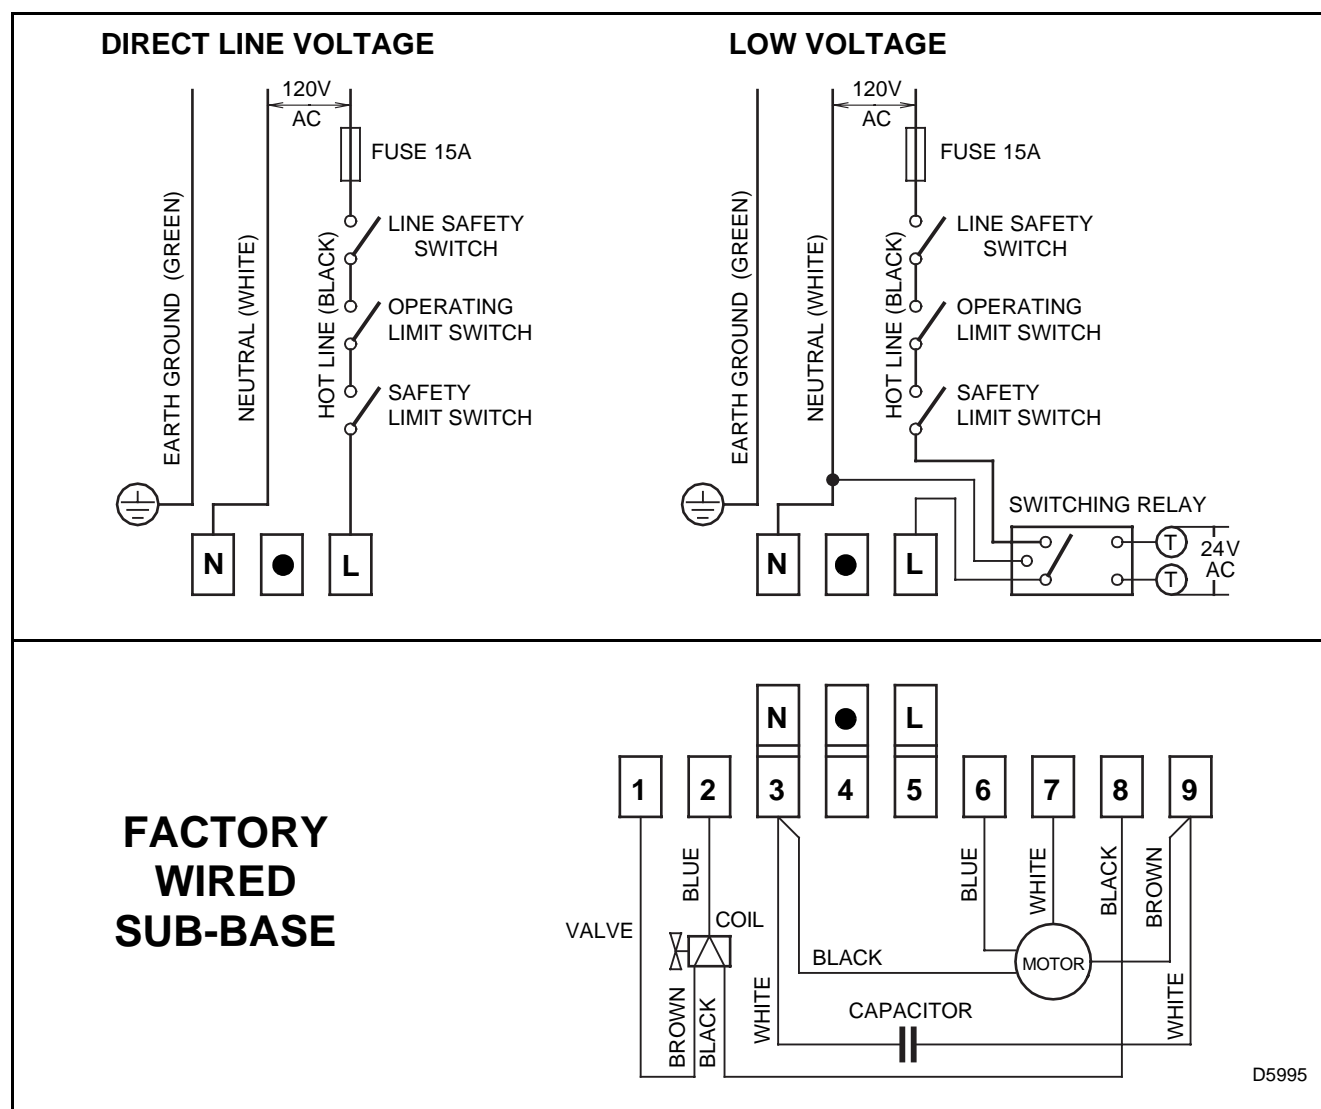 DIRECT LINE VOLTAGE
120V
AC
FUSE 15A
LINE SAFETY
SWITCH
OPERATING
LIMIT SWITCH
SAFETY
LIMIT SWITCH
EARTH GROUND (GREEN)
NEUTRAL (WHITE)
HOT LINE (BLACK)
N
L
LOW VOLTAGE
120V
AC
FUSE 15A
LINE SAFETY
SWITCH
OPERATING
LIMIT SWITCH
SAFETY
LIMIT SWITCH
EARTH GROUND (GREEN)
NEUTRAL (WHITE)
HOT LINE (BLACK)
SWITCHING RELAY
N
L
T
T
24V
AC
FACTORY
WIRED
SUB-BASE
N
L
1
2
3
4
5
6
7
8
9
BLUE
BLUE
WHITE
BLACK
BROWN
VALVE
COIL
BLACK
MOTOR
BROWN
BLACK
WHITE
CAPACITOR
WHITE
D5995